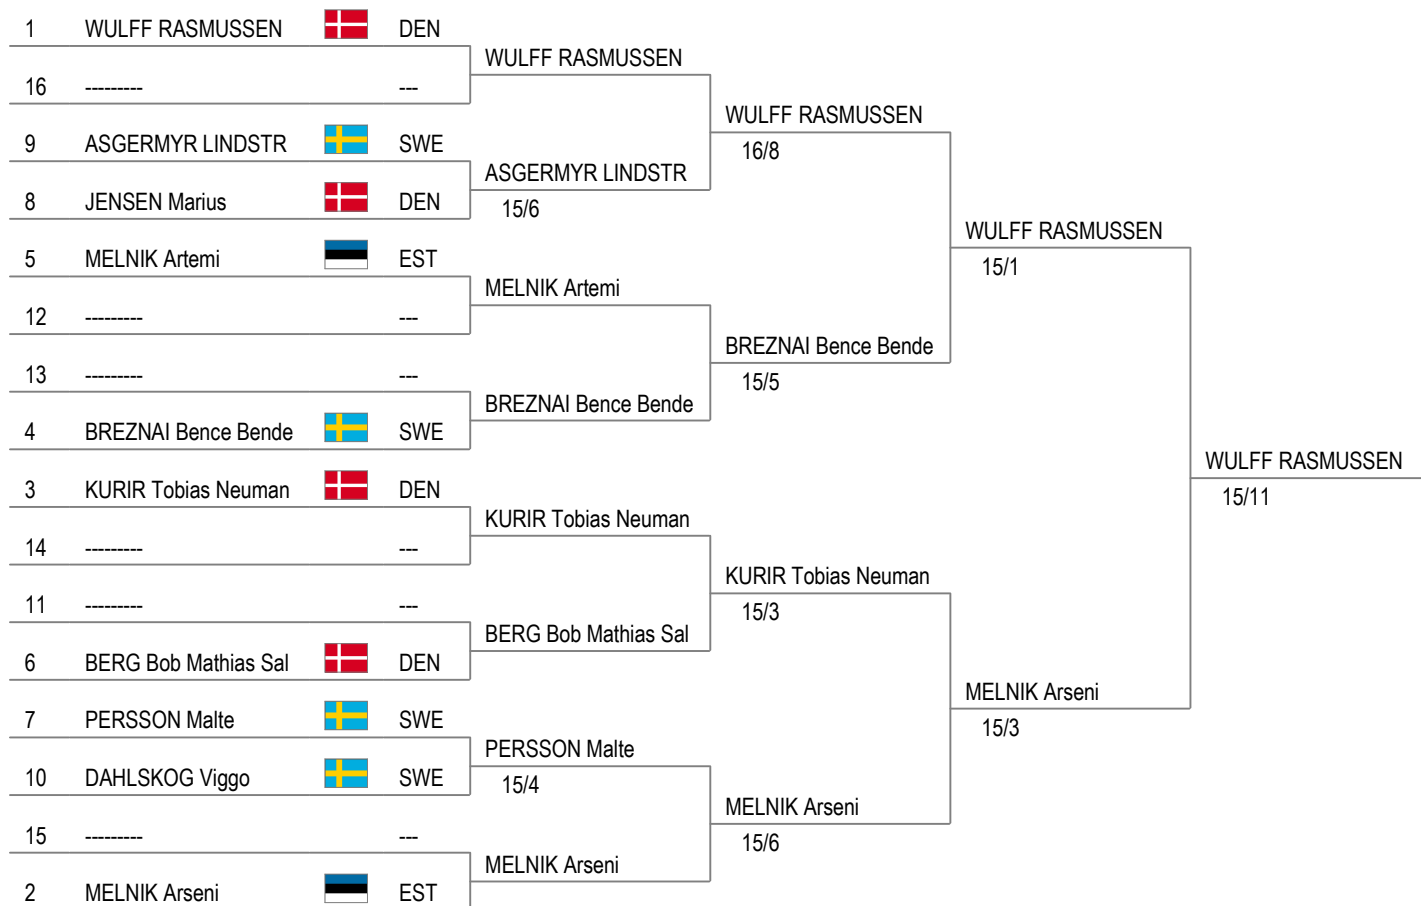 1 WULFF RASMUSSEN DEN
16 --------- ---
9 ASGERMYR LINDSTR SWE
8 JENSEN Marius DEN
5 MELNIK Artemi EST
12 --------- ---
13 --------- ---
4 BREZNAI Bence Bende SWE
3 KURIR Tobias Neuman DEN
14 --------- ---
11 --------- ---
6 BERG Bob Mathias Sal DEN
7 PERSSON Malte SWE
10 DAHLSKOG Viggo SWE
15 --------- ---
2 MELNIK Arseni EST
WULFF RASMUSSEN
ASGERMYR LINDSTR
15/6
MELNIK Artemi
BREZNAI Bence Bende
KURIR Tobias Neuman
BERG Bob Mathias Sal
PERSSON Malte
15/4
MELNIK Arseni
WULFF RASMUSSEN
16/8
BREZNAI Bence Bende
15/5
KURIR Tobias Neuman
15/3
MELNIK Arseni
15/6
WULFF RASMUSSEN
15/1
MELNIK Arseni
15/3
WULFF RASMUSSEN
15/11